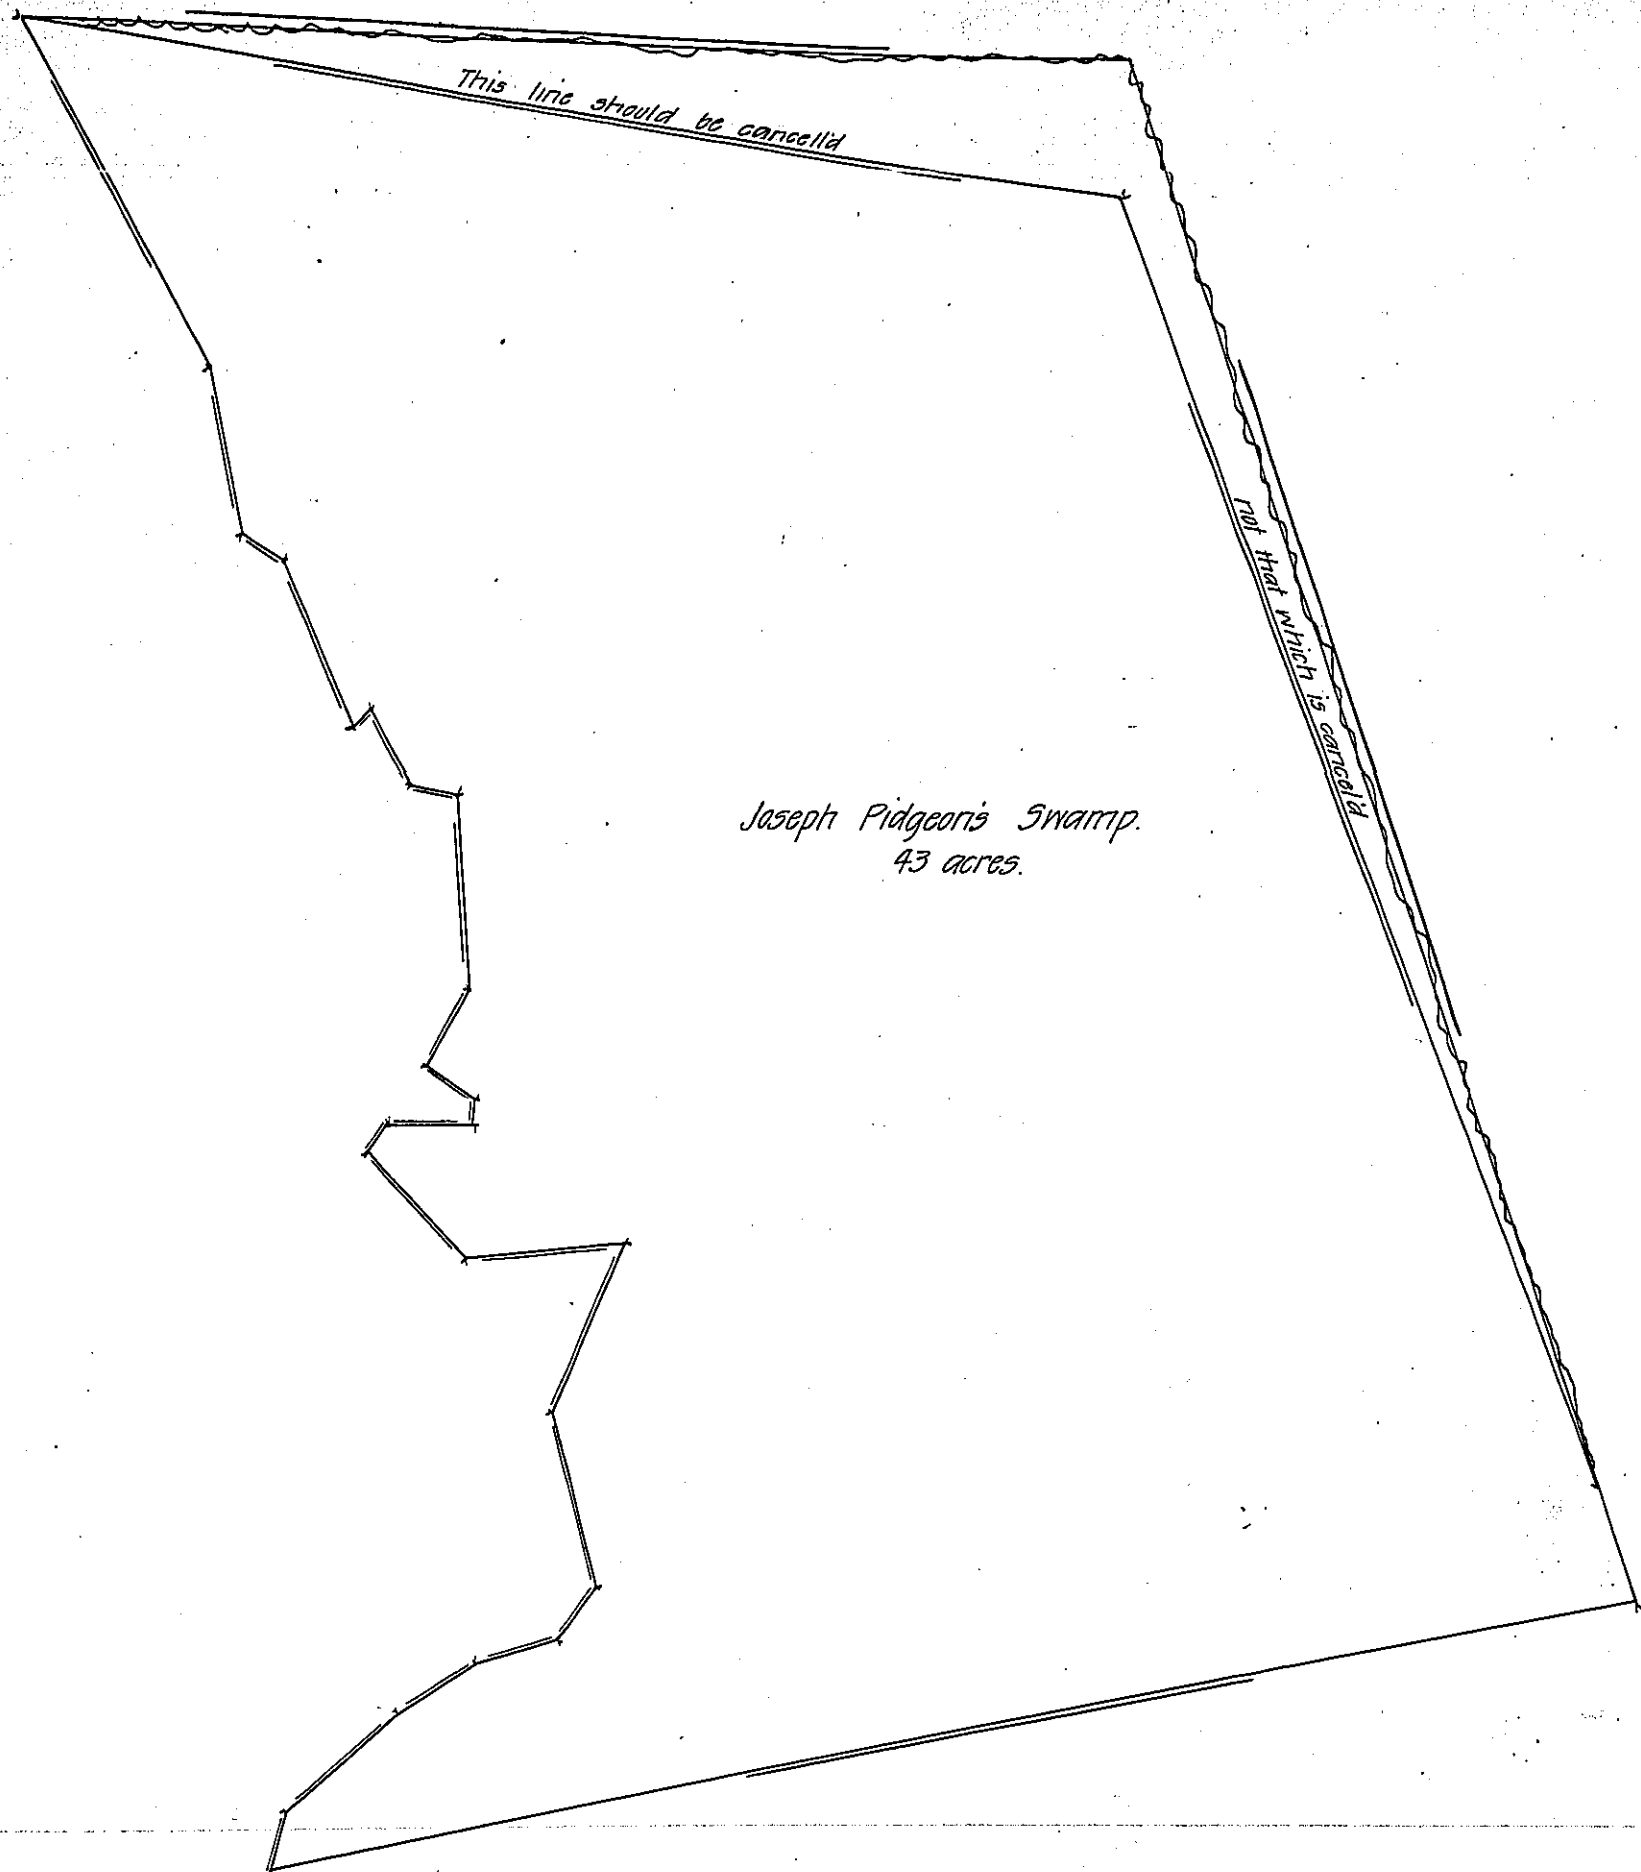 This line should be cancell'd
not that which is cancel'd
Joseph Pidgeon's Swamp.
43 acres.